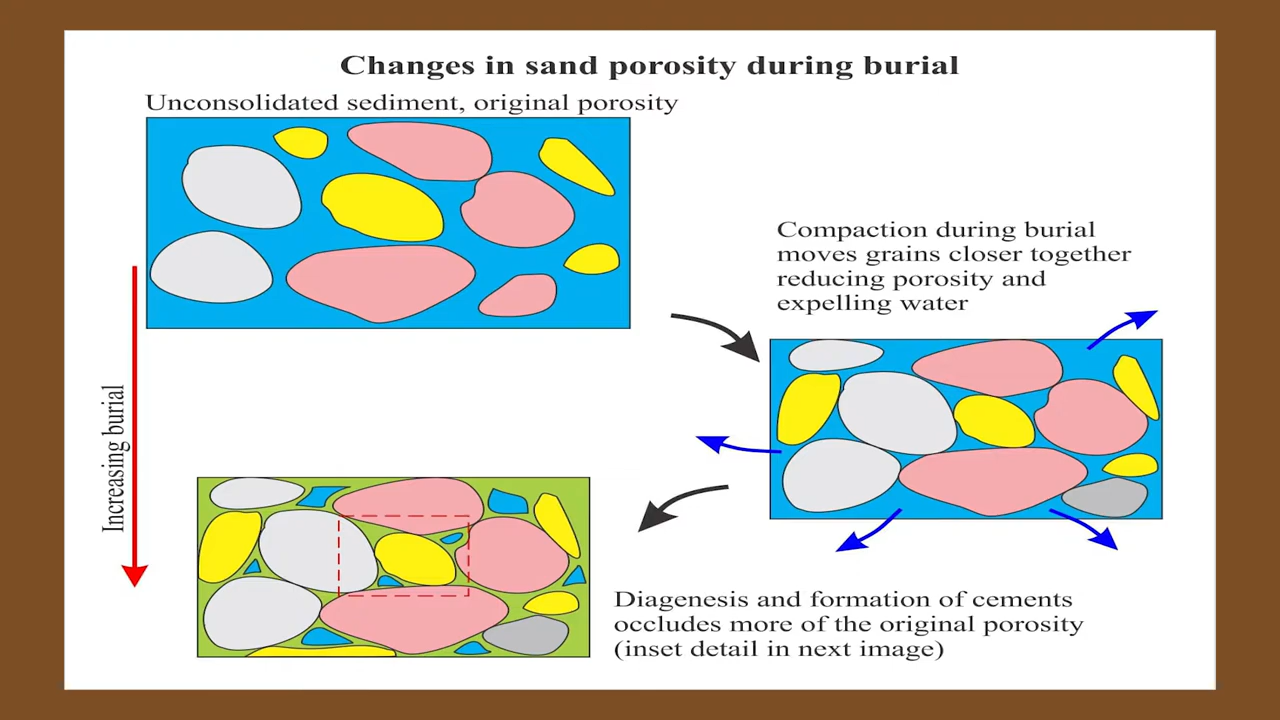 Changes in sand porosity during burial
Unconsolidated sediment, original porosity
Compaction during burial
moves grains closer together
reducing porosity and
expelling water
Increasing burial
Diagenesis and formation of cements
occludes more of the original porosity
(inset detail in next image)